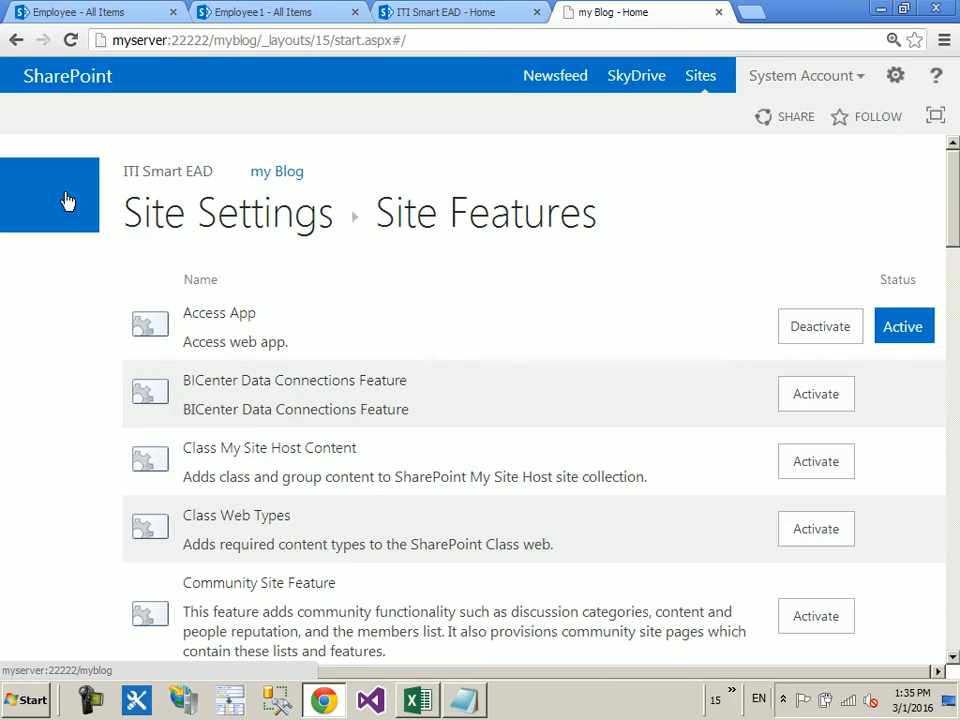 Employee - All Items
Employee1 - All Items
ITI Smart EAD - Home
my Blog - Home
myserver:22222/myblog/_layouts/15/start.aspx#/
SharePoint
Newsfeed
SkyDrive
Sites
System Account
?
SHARE
FOLLOW
ITI Smart EAD
my Blog
Site Settings
Site Features
Name
Status
Access App
Access web app.
Deactivate
Active
BICenter Data Connections Feature
BICenter Data Connections Feature
Activate
Class My Site Host Content
Adds class and group content to SharePoint My Site Host site collection.
Activate
Class Web Types
Adds required content types to the SharePoint Class web.
Activate
Community Site Feature
This feature adds community functionality such as discussion categories, content and
people reputation, and the members list. It also provisions community site pages which
contain these lists and features.
Activate
myserver:22222/myblog
Start
15
EN
1:35 PM
3/1/2016